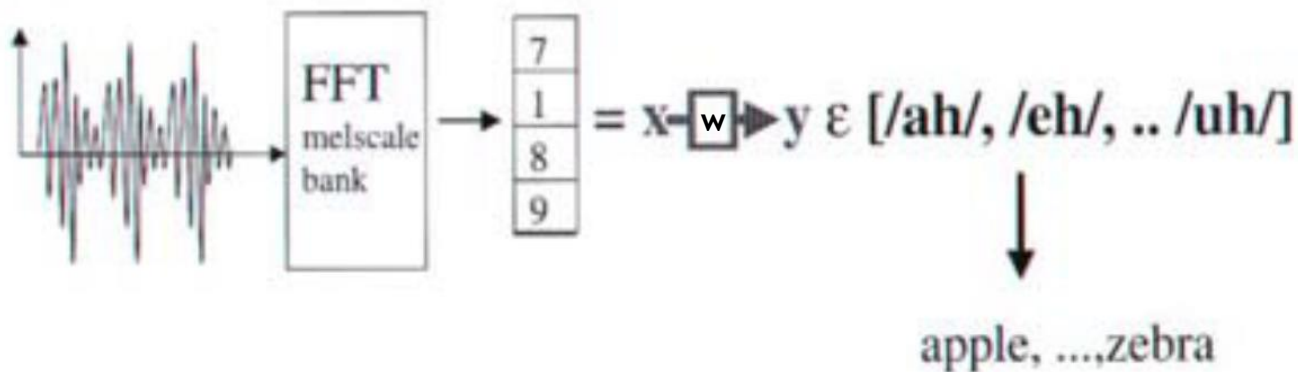 FFT
melscale
bank
7
1
8
9
= x w y ε [/ah/, /eh/, .. /uh/]
apple, ...,zebra